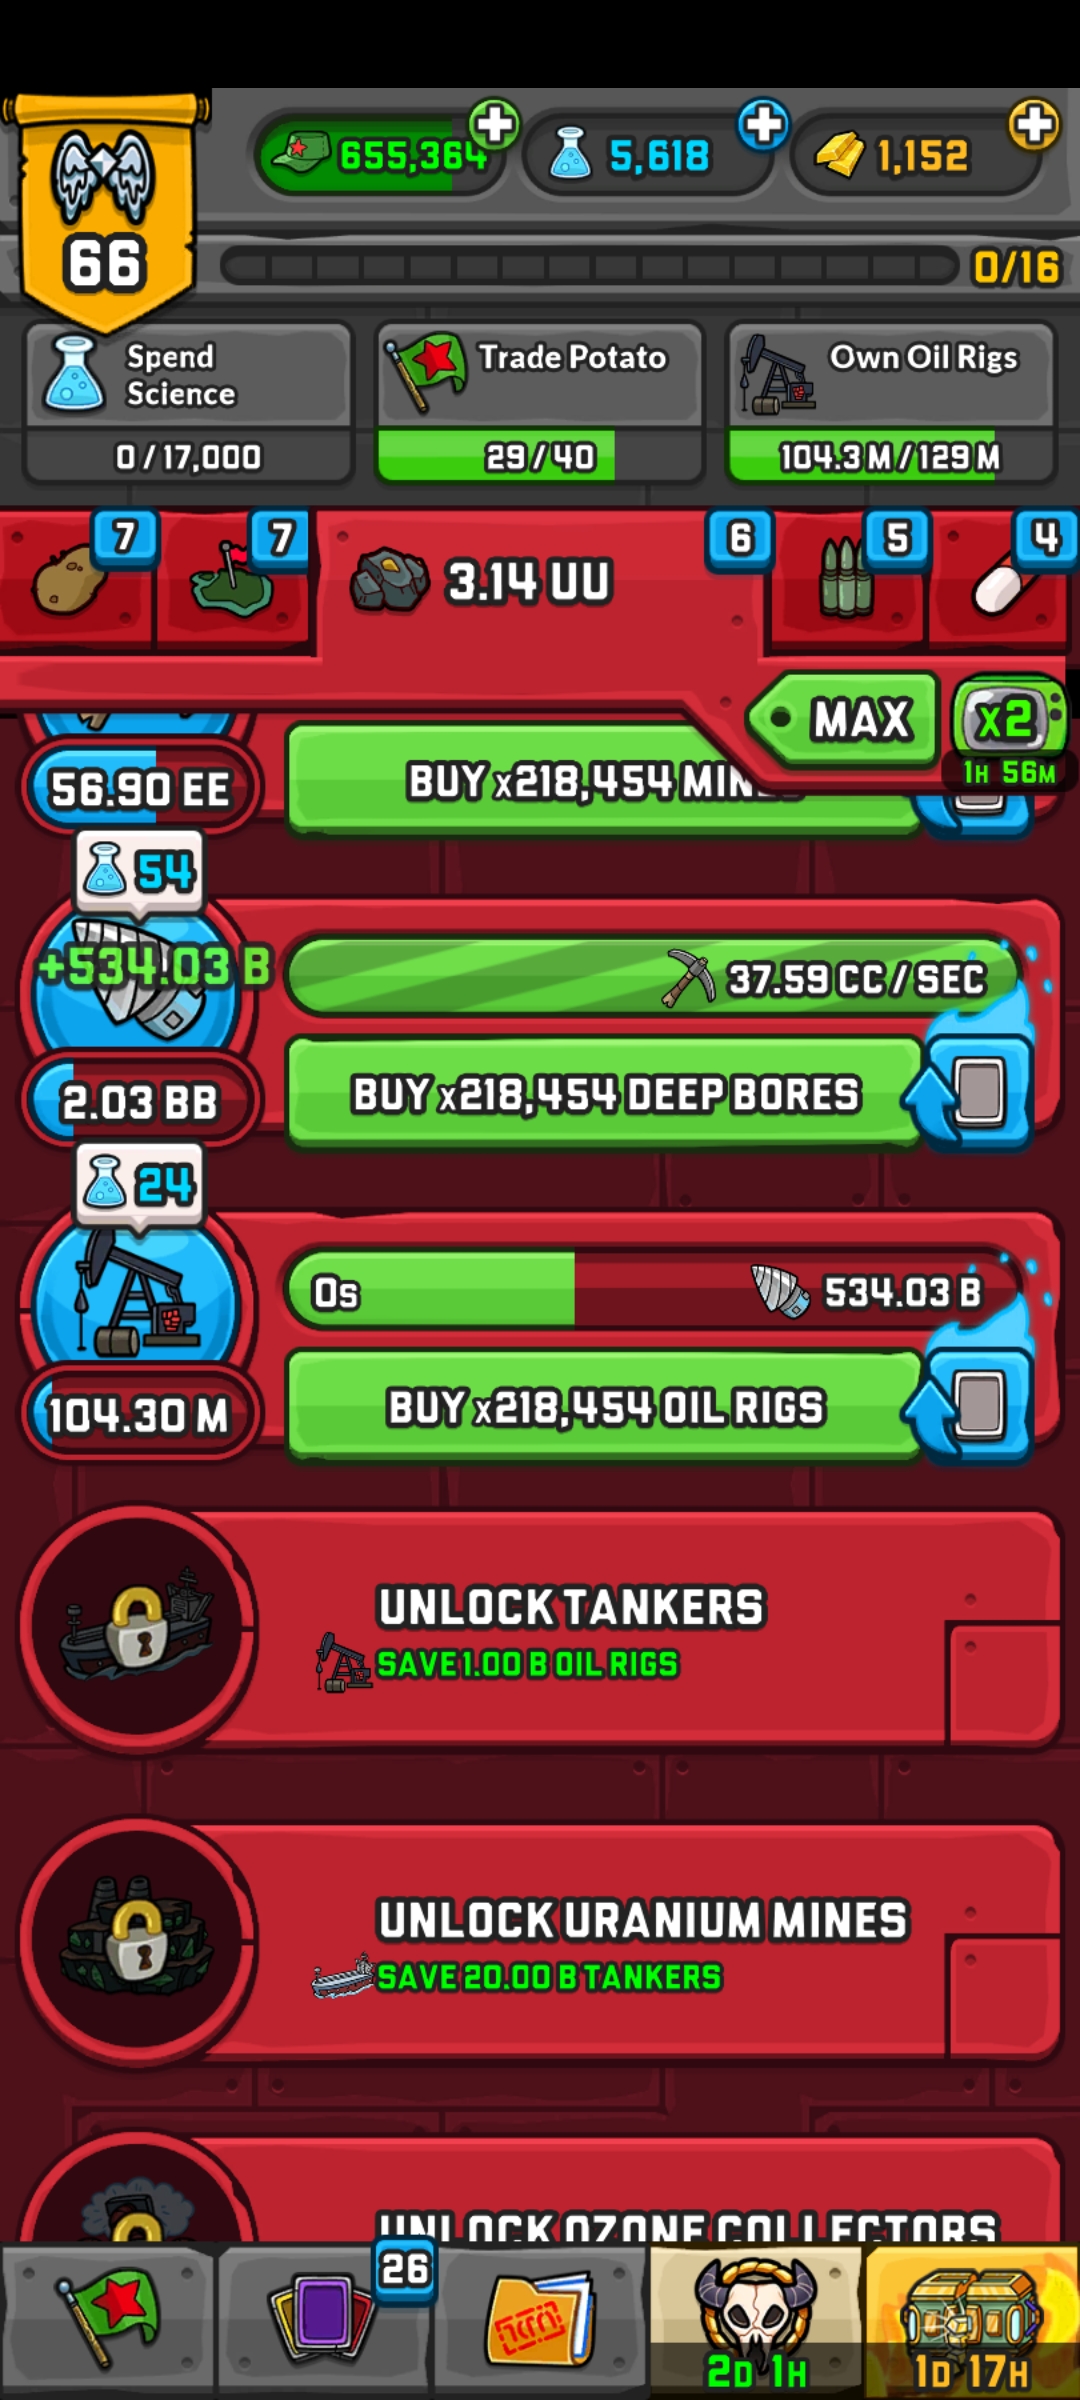 66
655,364
5,618
1,152
0/16
Spend
Science
0/17,000
Trade Potato
29/40
Own Oil Rigs
104.3 M/129 M
7
7
3.14 UU
6
5
4
MAX
x2
1H 56M
56.90 EE
BUY x218,454
54
+534.03 B
37.59 CC/SEC
2.03 BB
BUY x218,454 DEEP BORES
24
0s
534.03 B
104.30 M
BUY x218,454 OIL RIGS
UNLOCK TANKERS
SAVE 1.00 B OIL RIGS
UNLOCK URANIUM MINES
SAVE 20.00 B TANKERS
UNLOCK OZONE COLLECTORS
26
2D 1H
1D 17H